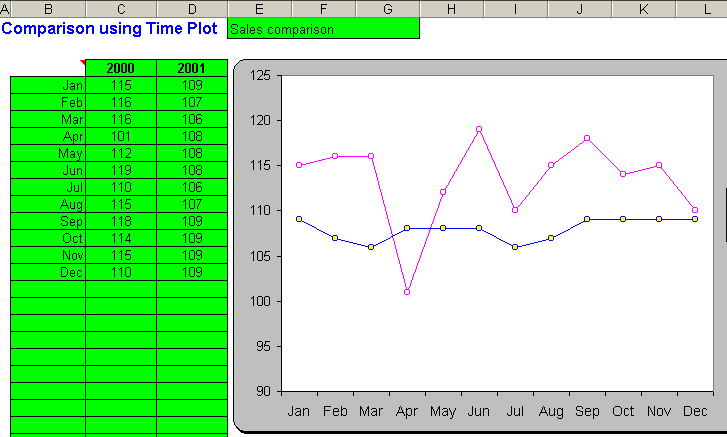 A B C D E F G H I J K L
Comparison using Time Plot Sales comparison
2000 2001
Jan 115 109
Feb 116 107
Mar 116 106
Apr 101 108
May 112 108
Jun 119 108
Jul 110 106
Aug 115 107
Sep 118 109
Oct 114 109
Nov 115 109
Dec 110 109
125
120
115
110
105
100
95
90
Jan Feb Mar Apr May Jun Jul Aug Sep Oct Nov Dec